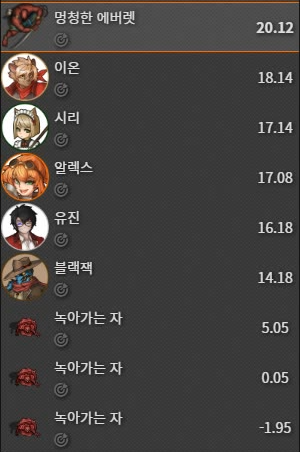 멍청한 에버렛
20.12
이온
18.14
시리
17.14
알렉스
17.08
유진
16.18
블랙잭
14.18
녹아가는 자
5.05
녹아가는 자
0.05
녹아가는 자
-1.95